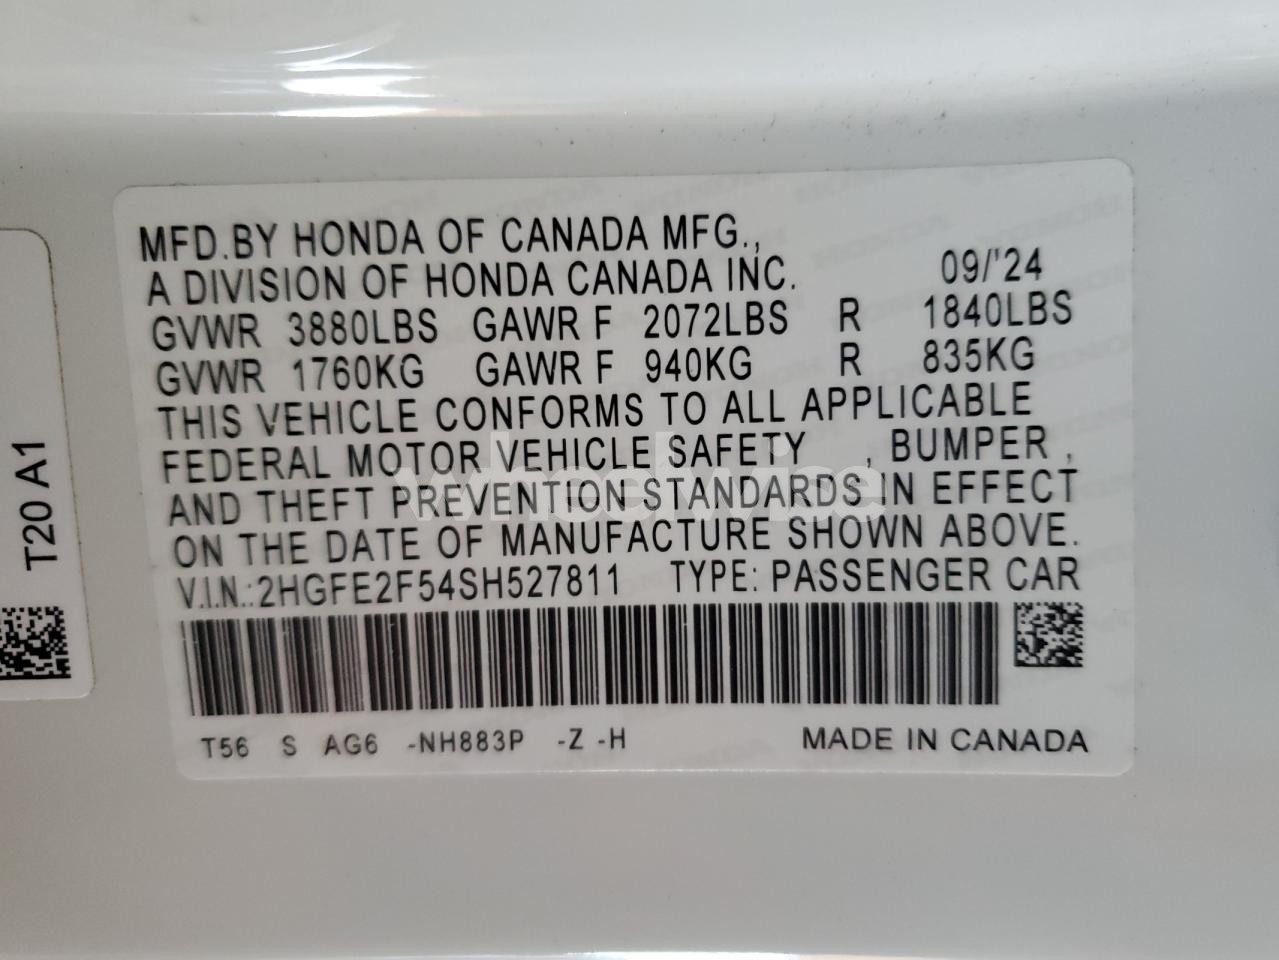 MFD.BY HONDA OF CANADA MFG.,
A DIVISION OF HONDA CANADA INC. 09/'24
GVWR 3880LBS GAWR F 2072LBS R 1840LBS
GVWR 1760KG GAWR F 940KG R 835KG
THIS VEHICLE CONFORMS TO ALL APPLICABLE
FEDERAL MOTOR VEHICLE SAFETY , BUMPER ,
AND THEFT PREVENTION STANDARDS IN EFFECT
ON THE DATE OF MANUFACTURE SHOWN ABOVE.
V.I.N.:2HGFE2F54SH527811 TYPE: PASSENGER CAR
T56 S AG6 -NH883P -Z -H MADE IN CANADA
T20 A1
wheelwise